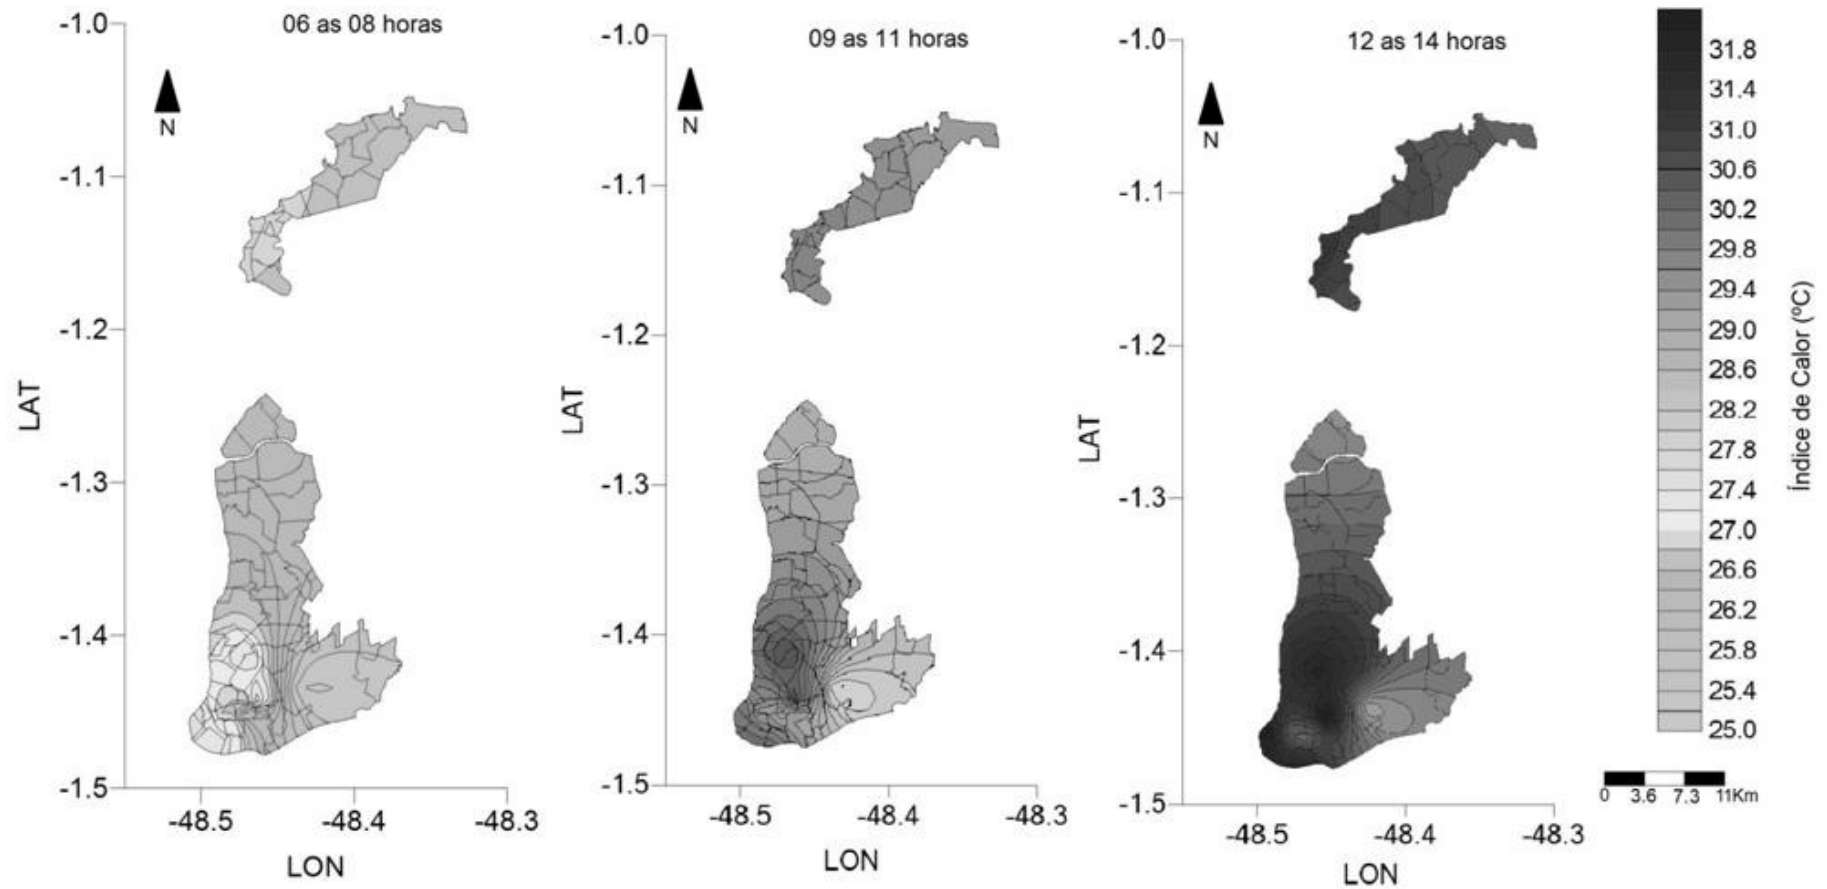 06 as 08 horas
-1.0
-1.1
-1.2
-1.3
-1.4
-1.5
N
LAT
-48.5 -48.4 -48.3
LON
09 as 11 horas
-1.0
-1.1
-1.2
-1.3
-1.4
-1.5
N
LAT
-48.5 -48.4 -48.3
LON
12 as 14 horas
-1.0
-1.1
-1.2
-1.3
-1.4
-1.5
N
LAT
-48.5 -48.4 -48.3
LON
31.8
31.4
31.0
30.6
30.2
29.8
29.4
29.0
28.6
28.2
27.8
27.4
27.0
26.6
26.2
25.8
25.4
25.0
Índice de Calor (ºC)
0 3.6 7.3 11Km